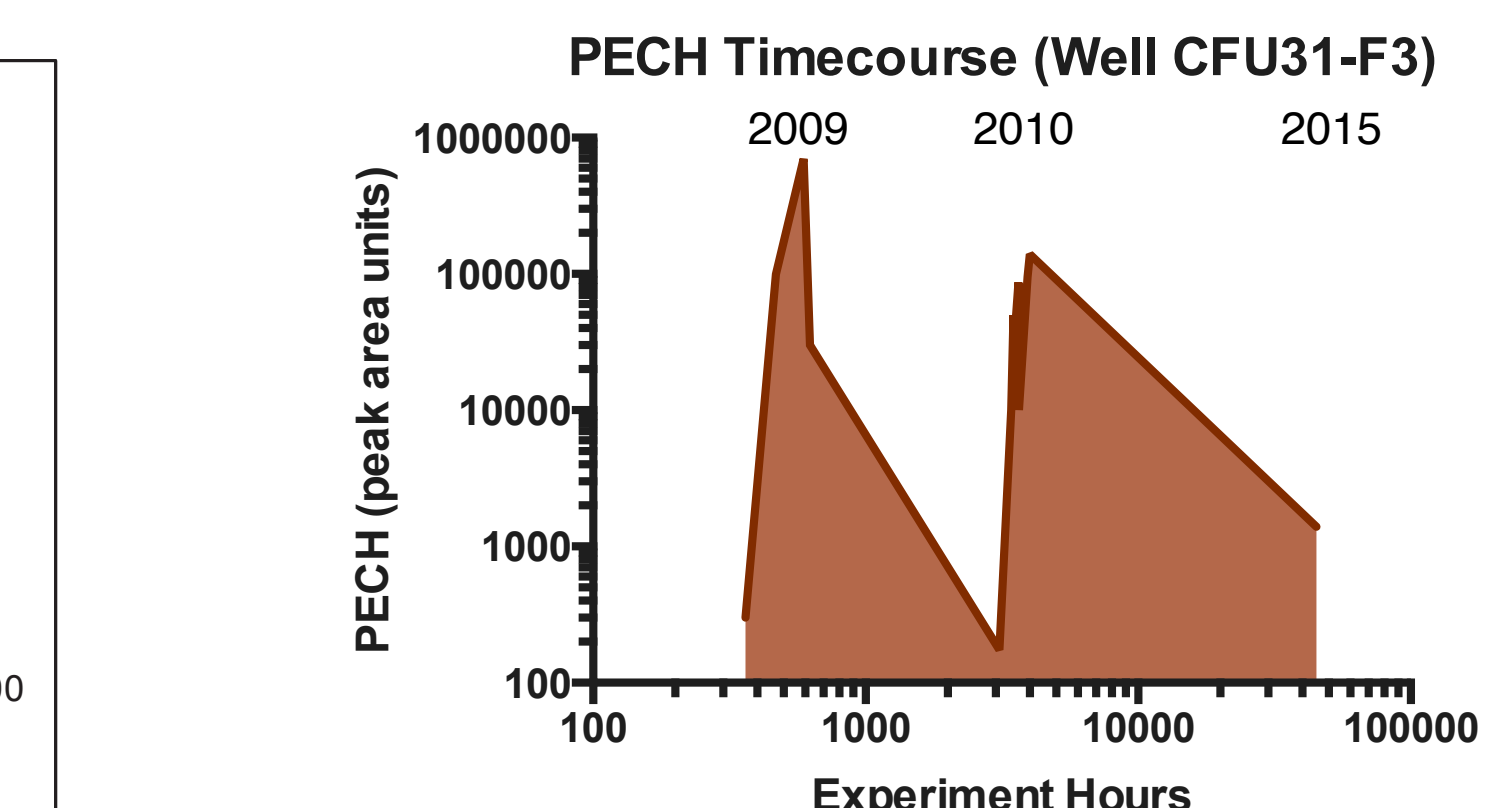 PECH Timecourse (Well CFU31-F3)
2009 2010 2015
PECH (peak area units)
1000000
100000
10000
1000
100
100 1000 10000 100000
Experiment Hours